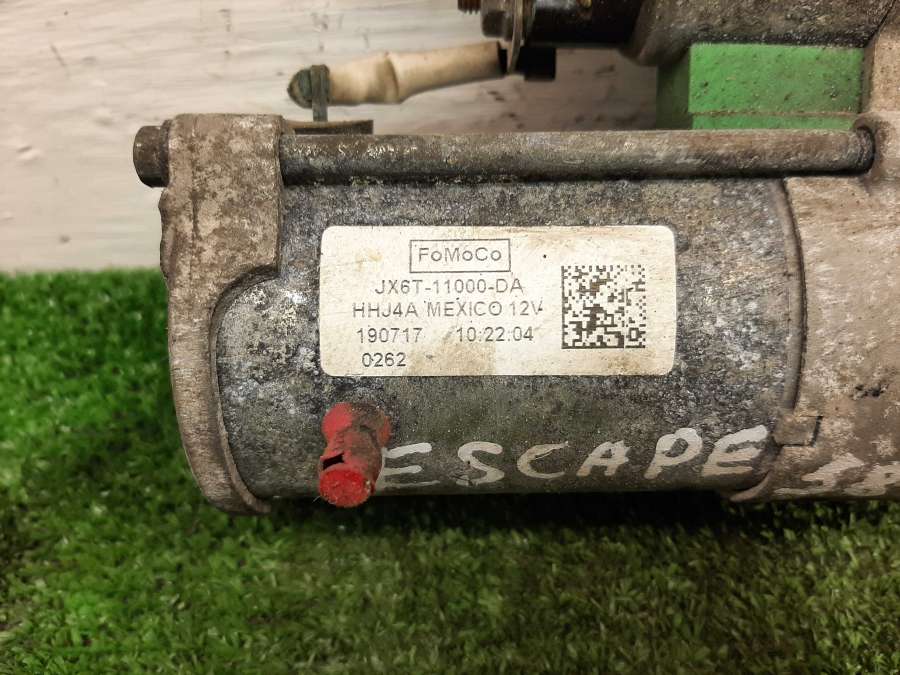 FoMoCo
JX6T-11000-DA
HHJ4A MEXICO 12V
190717 10:22:04
0262
ESCAPE